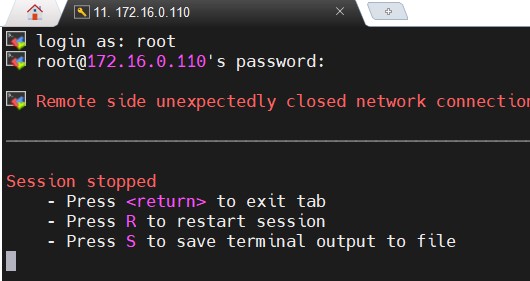 11. 172.16.0.110
login as: root
root@172.16.0.110's password:
Remote side unexpectedly closed network connection
Session stopped
- Press <return> to exit tab
- Press R to restart session
- Press S to save terminal output to file